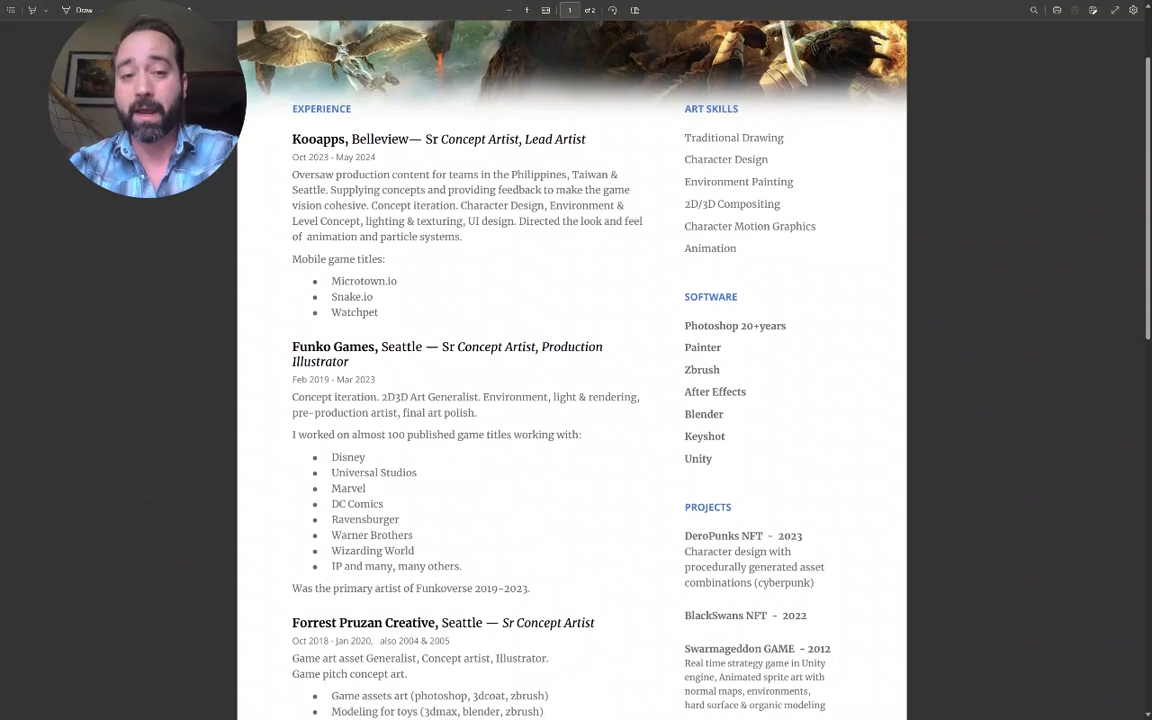 Draw
1 of 2
EXPERIENCE
Kooapps, Belleview— Sr Concept Artist, Lead Artist
Oct 2023 - May 2024
Oversaw production content for teams in the Philippines, Taiwan &
Seattle. Supplying concepts and providing feedback to make the game
vision cohesive. Concept iteration. Character Design, Environment &
Level Concept, lighting & texturing, UI design. Directed the look and feel
of animation and particle systems.
Mobile game titles:
● Microtown.io
● Snake.io
● Watchpet
Funko Games, Seattle — Sr Concept Artist, Production
Illustrator
Feb 2019 - Mar 2023
Concept iteration. 2D3D Art Generalist. Environment, light & rendering,
pre-production artist, final art polish.
I worked on almost 100 published game titles working with:
● Disney
● Universal Studios
● Marvel
● DC Comics
● Ravensburger
● Warner Brothers
● Wizarding World
● IP and many, many others.
Was the primary artist of Funkoverse 2019-2023.
Forrest Pruzan Creative, Seattle — Sr Concept Artist
Oct 2018 - Jan 2020, also 2004 & 2005
Game art asset Generalist, Concept artist, Illustrator.
Game pitch concept art.
● Game assets art (photoshop, 3dcoat, zbrush)
● Modeling for toys (3dmax, blender, zbrush)
ART SKILLS
Traditional Drawing
Character Design
Environment Painting
2D/3D Compositing
Character Motion Graphics
Animation
SOFTWARE
Photoshop 20+years
Painter
Zbrush
After Effects
Blender
Keyshot
Unity
PROJECTS
DeroPunks NFT - 2023
Character design with
procedurally generated asset
combinations (cyberpunk)
BlackSwans NFT - 2022
Swarmageddon GAME - 2012
Real time strategy game in Unity
engine, Animated sprite art with
normal maps, environments,
hard surface & organic modeling